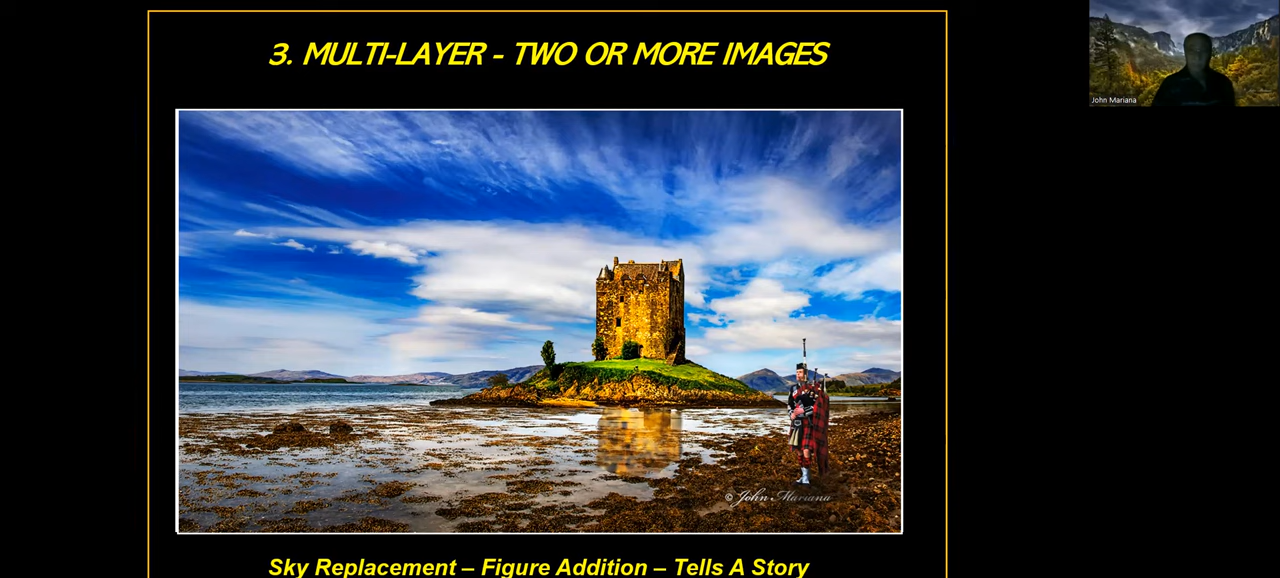 3. MULTI-LAYER - TWO OR MORE IMAGES
John Mariana
© John Mariana
Sky Replacement – Figure Addition – Tells A Story